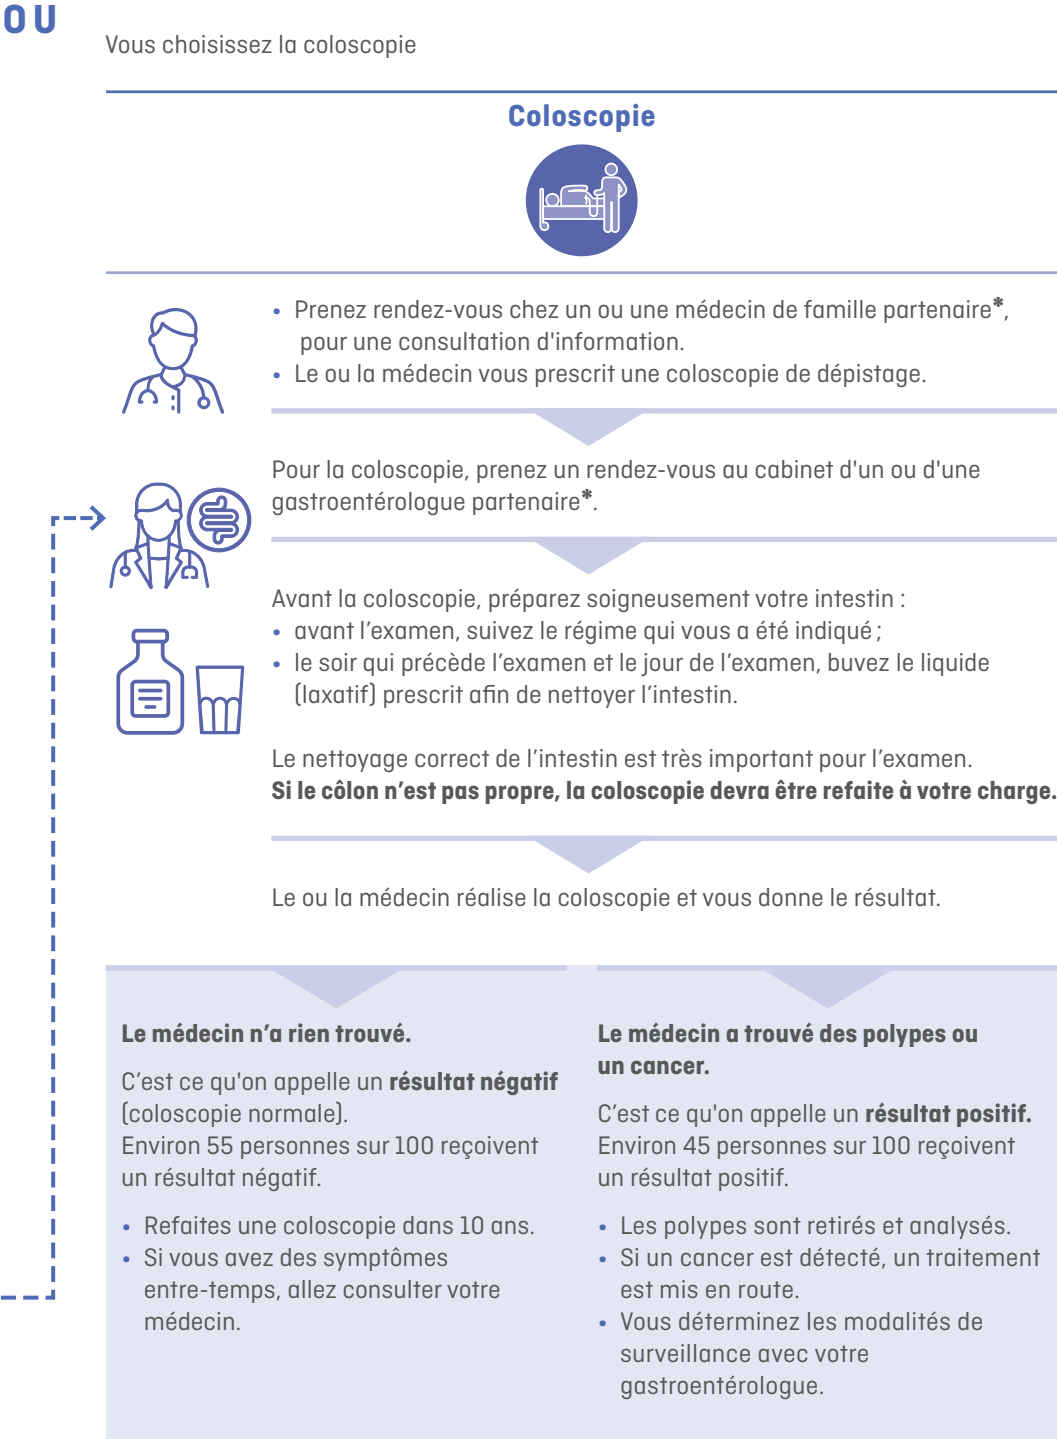 OU
Vous choisissez la coloscopie
Coloscopie
• Prenez rendez-vous chez un ou une médecin de famille partenaire*,
pour une consultation d'information.
• Le ou la médecin vous prescrit une coloscopie de dépistage.
Pour la coloscopie, prenez un rendez-vous au cabinet d'un ou d'une
gastroentérologue partenaire*.
Avant la coloscopie, préparez soigneusement votre intestin :
• avant l’examen, suivez le régime qui vous a été indiqué ;
• le soir qui précède l’examen et le jour de l’examen, buvez le liquide
(laxatif) prescrit afin de nettoyer l’intestin.
Le nettoyage correct de l’intestin est très important pour l’examen.
Si le côlon n’est pas propre, la coloscopie devra être refaite à votre charge.
Le ou la médecin réalise la coloscopie et vous donne le résultat.
Le médecin n’a rien trouvé.
C’est ce qu'on appelle un résultat négatif
(coloscopie normale).
Environ 55 personnes sur 100 reçoivent
un résultat négatif.
• Refaites une coloscopie dans 10 ans.
• Si vous avez des symptômes
entre-temps, allez consulter votre
médecin.
Le médecin a trouvé des polypes ou
un cancer.
C’est ce qu'on appelle un résultat positif.
Environ 45 personnes sur 100 reçoivent
un résultat positif.
• Les polypes sont retirés et analysés.
• Si un cancer est détecté, un traitement
est mis en route.
• Vous déterminez les modalités de
surveillance avec votre
gastroentérologue.